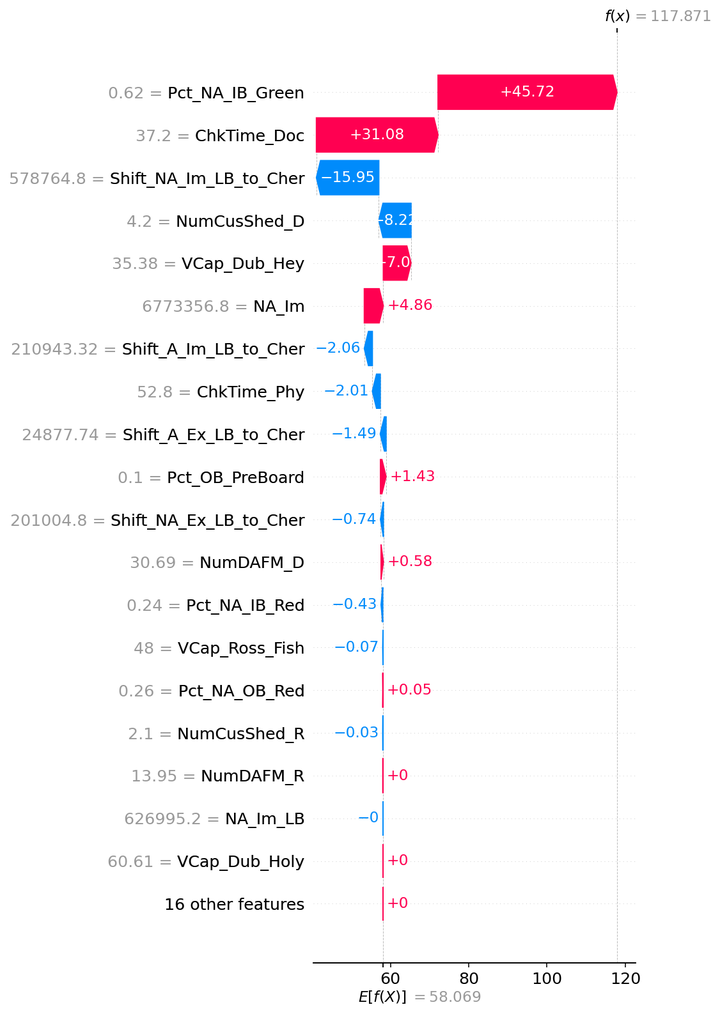 f(x) = 117.871
0.62 = Pct_NA_IB_Green +45.72
37.2 = ChkTime_Doc +31.08
578764.8 = Shift_NA_Im_LB_to_Cher −15.95
4.2 = NumCusShed_D −8.22
35.38 = VCap_Dub_Hey
6773356.8 = NA_Im +4.86
210943.32 = Shift_A_Im_LB_to_Cher −2.06
52.8 = ChkTime_Phy −2.01
24877.74 = Shift_A_Ex_LB_to_Cher −1.49
0.1 = Pct_OB_PreBoard +1.43
201004.8 = Shift_NA_Ex_LB_to_Cher −0.74
30.69 = NumDAFM_D +0.58
0.24 = Pct_NA_IB_Red −0.43
48 = VCap_Ross_Fish −0.07
0.26 = Pct_NA_OB_Red +0.05
2.1 = NumCusShed_R −0.03
13.95 = NumDAFM_R +0
626995.2 = NA_Im_LB −0
60.61 = VCap_Dub_Holy +0
16 other features +0
60 80 100 120
E[f(X)] = 58.069